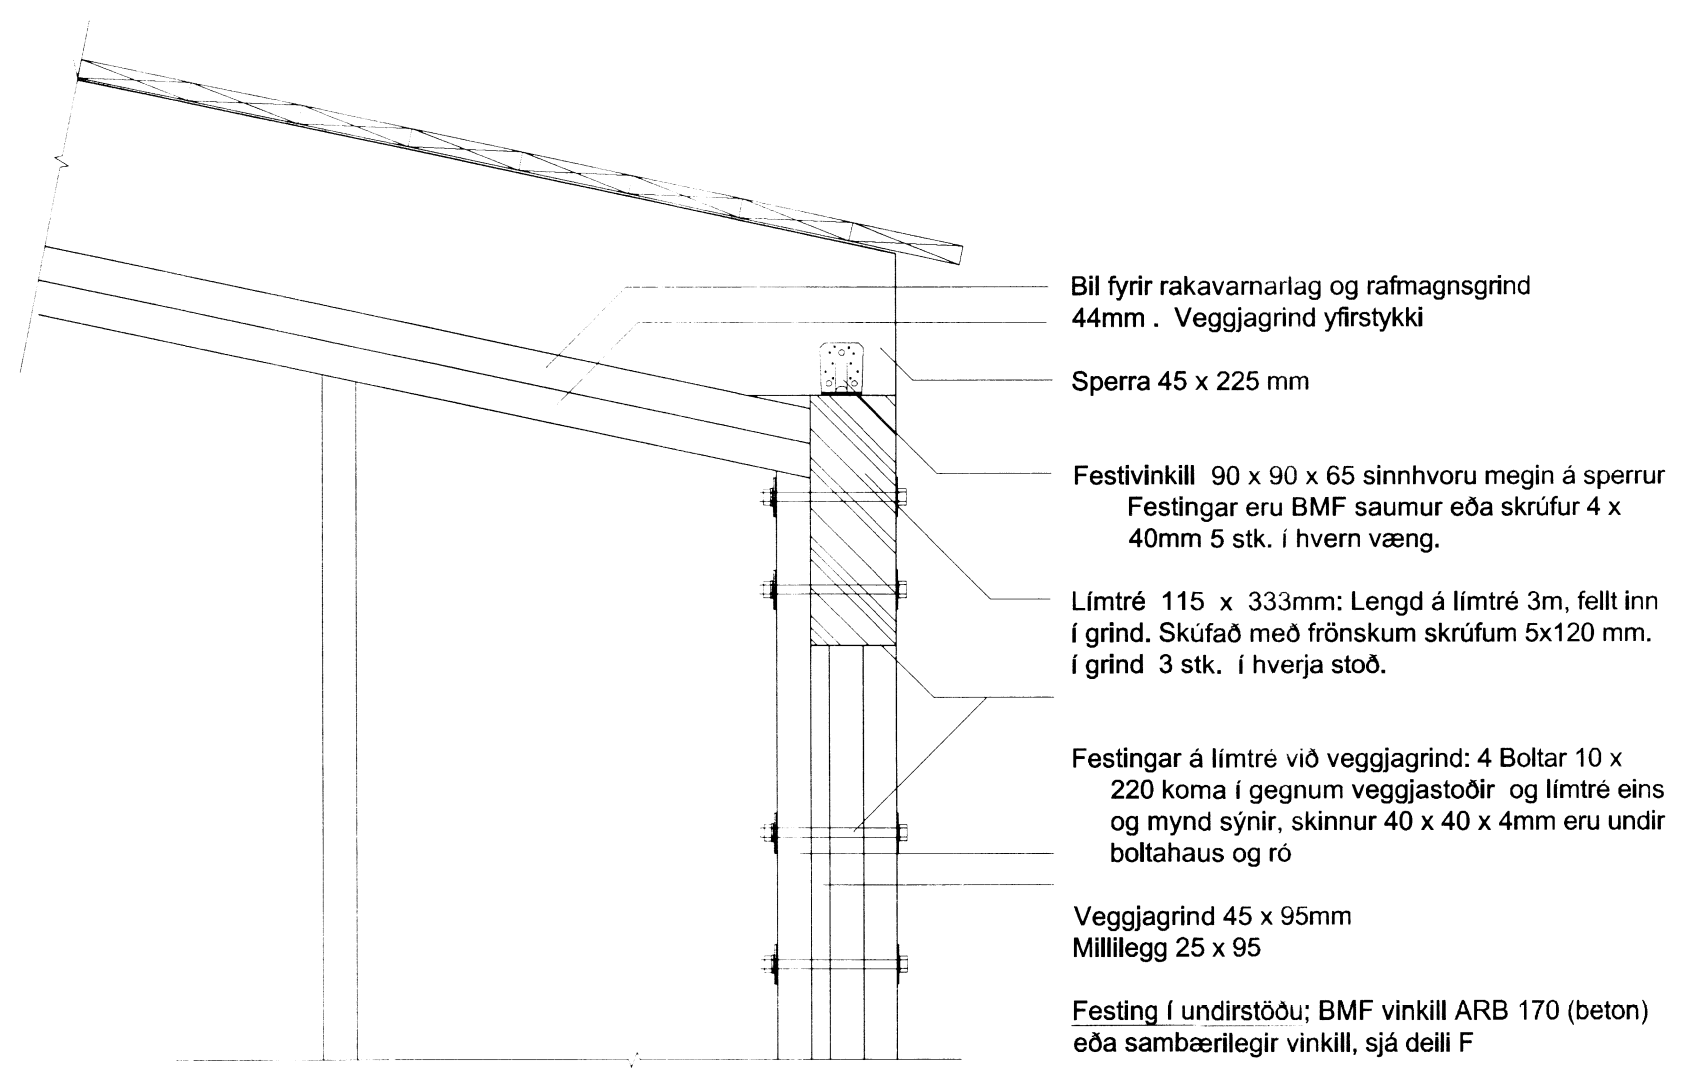 Bil fyrir rakavarnarlag og rafmagnsgrind
44mm . Veggjagrind yfirstykki
Sperra 45 x 225 mm
Festivinkill 90 x 90 x 65 sinnhvoru megin á sperrur
Festingar eru BMF saumur eða skrúfur 4 x
40mm 5 stk. í hvern væng.
Límtré 115 x 333mm: Lengd á límtré 3m, fellt inn
í grind. Skúfað með frönskum skrúfum 5x120 mm.
í grind 3 stk. í hverja stoð.
Festingar á límtré við veggjagrind: 4 Boltar 10 x
220 koma í gegnum veggjastoðir og límtré eins
og mynd sýnir, skinnur 40 x 40 x 4mm eru undir
boltahaus og ró
Veggjagrind 45 x 95mm
Millilegg 25 x 95
Festing í undirstöðu; BMF vinkill ARB 170 (beton)
eða sambærilegir vinkill, sjá deili F